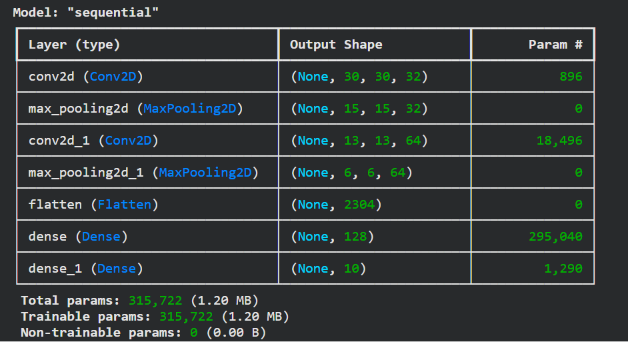 Model: "sequential"
Layer (type) Output Shape Param #
conv2d (Conv2D) (None, 30, 30, 32) 896
max_pooling2d (MaxPooling2D) (None, 15, 15, 32) 0
conv2d_1 (Conv2D) (None, 13, 13, 64) 18,496
max_pooling2d_1 (MaxPooling2D) (None, 6, 6, 64) 0
flatten (Flatten) (None, 2304) 0
dense (Dense) (None, 128) 295,040
dense_1 (Dense) (None, 10) 1,290
Total params: 315,722 (1.20 MB)
Trainable params: 315,722 (1.20 MB)
Non-trainable params: 0 (0.00 B)